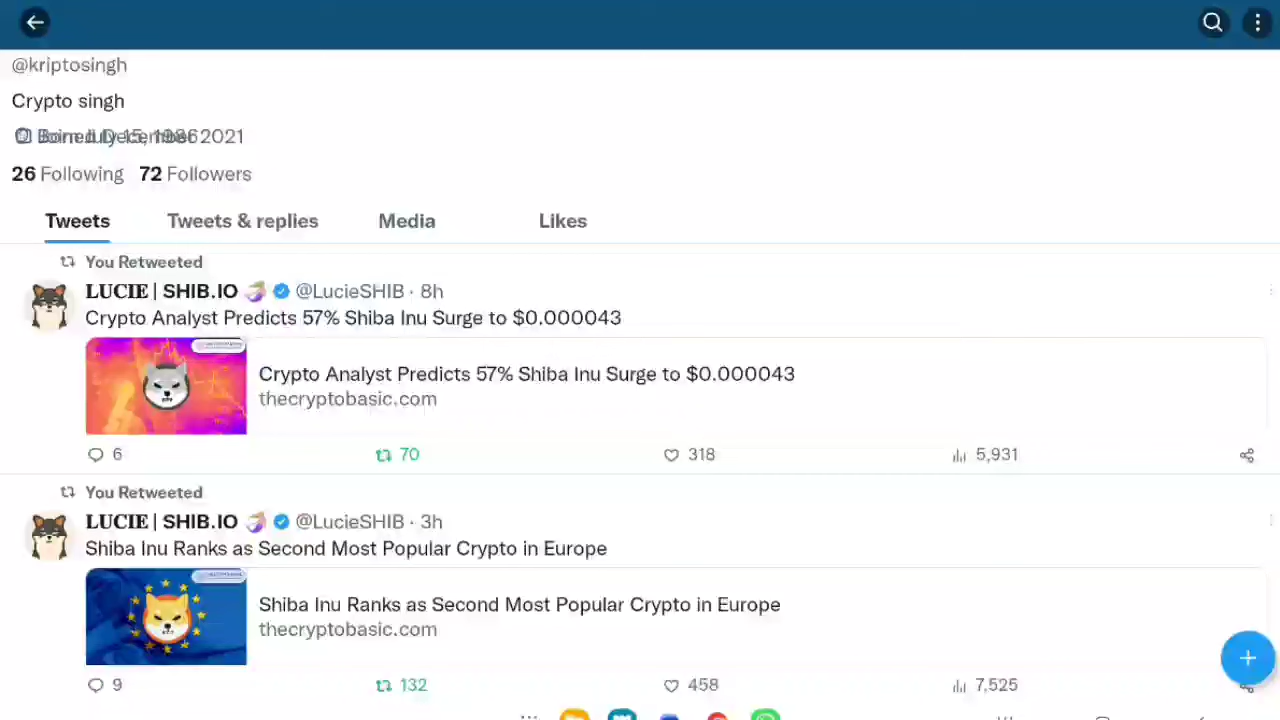 @kriptosingh
Crypto singh
26 Following 72 Followers
Tweets Tweets & replies Media Likes
You Retweeted
LUCIE | SHIB.IO @LucieSHIB · 8h
Crypto Analyst Predicts 57% Shiba Inu Surge to $0.000043
Crypto Analyst Predicts 57% Shiba Inu Surge to $0.000043
thecryptobasic.com
6 70 318 5,931
You Retweeted
LUCIE | SHIB.IO @LucieSHIB · 3h
Shiba Inu Ranks as Second Most Popular Crypto in Europe
Shiba Inu Ranks as Second Most Popular Crypto in Europe
thecryptobasic.com
9 132 458 7,525